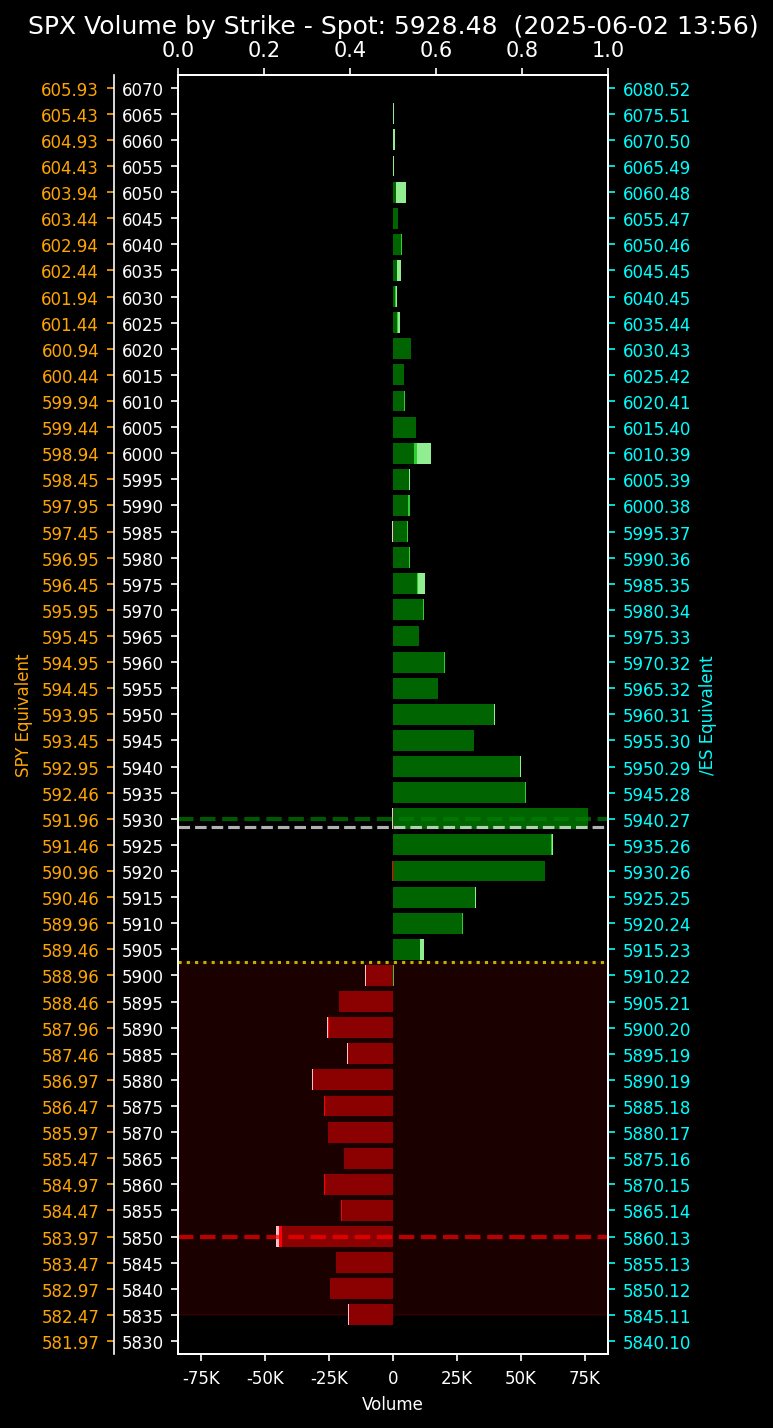 SPX Volume by Strike - Spot: 5928.48 (2025-06-02 13:56)
0.0 0.2 0.4 0.6 0.8 1.0
605.93 6070 6080.52
605.43 6065 6075.51
604.93 6060 6070.50
604.43 6055 6065.49
603.94 6050 6060.48
603.44 6045 6055.47
602.94 6040 6050.46
602.44 6035 6045.45
601.94 6030 6040.45
601.44 6025 6035.44
600.94 6020 6030.43
600.44 6015 6025.42
599.94 6010 6020.41
599.44 6005 6015.40
598.94 6000 6010.39
598.45 5995 6005.39
597.95 5990 6000.38
597.45 5985 5995.37
596.95 5980 5990.36
596.45 5975 5985.35
595.95 5970 5980.34
595.45 5965 5975.33
594.95 5960 5970.32
594.45 5955 5965.32
593.95 5950 5960.31
593.45 5945 5955.30
592.95 5940 5950.29
592.46 5935 5945.28
591.96 5930 5940.27
591.46 5925 5935.26
590.96 5920 5930.26
590.46 5915 5925.25
589.96 5910 5920.24
589.46 5905 5915.23
588.96 5900 5910.22
588.46 5895 5905.21
587.96 5890 5900.20
587.46 5885 5895.19
586.97 5880 5890.19
586.47 5875 5885.18
585.97 5870 5880.17
585.47 5865 5875.16
584.97 5860 5870.15
584.47 5855 5865.14
583.97 5850 5860.13
583.47 5845 5855.13
582.97 5840 5850.12
582.47 5835 5845.11
581.97 5830 5840.10
SPY Equivalent
/ES Equivalent
-75K -50K -25K 0 25K 50K 75K
Volume